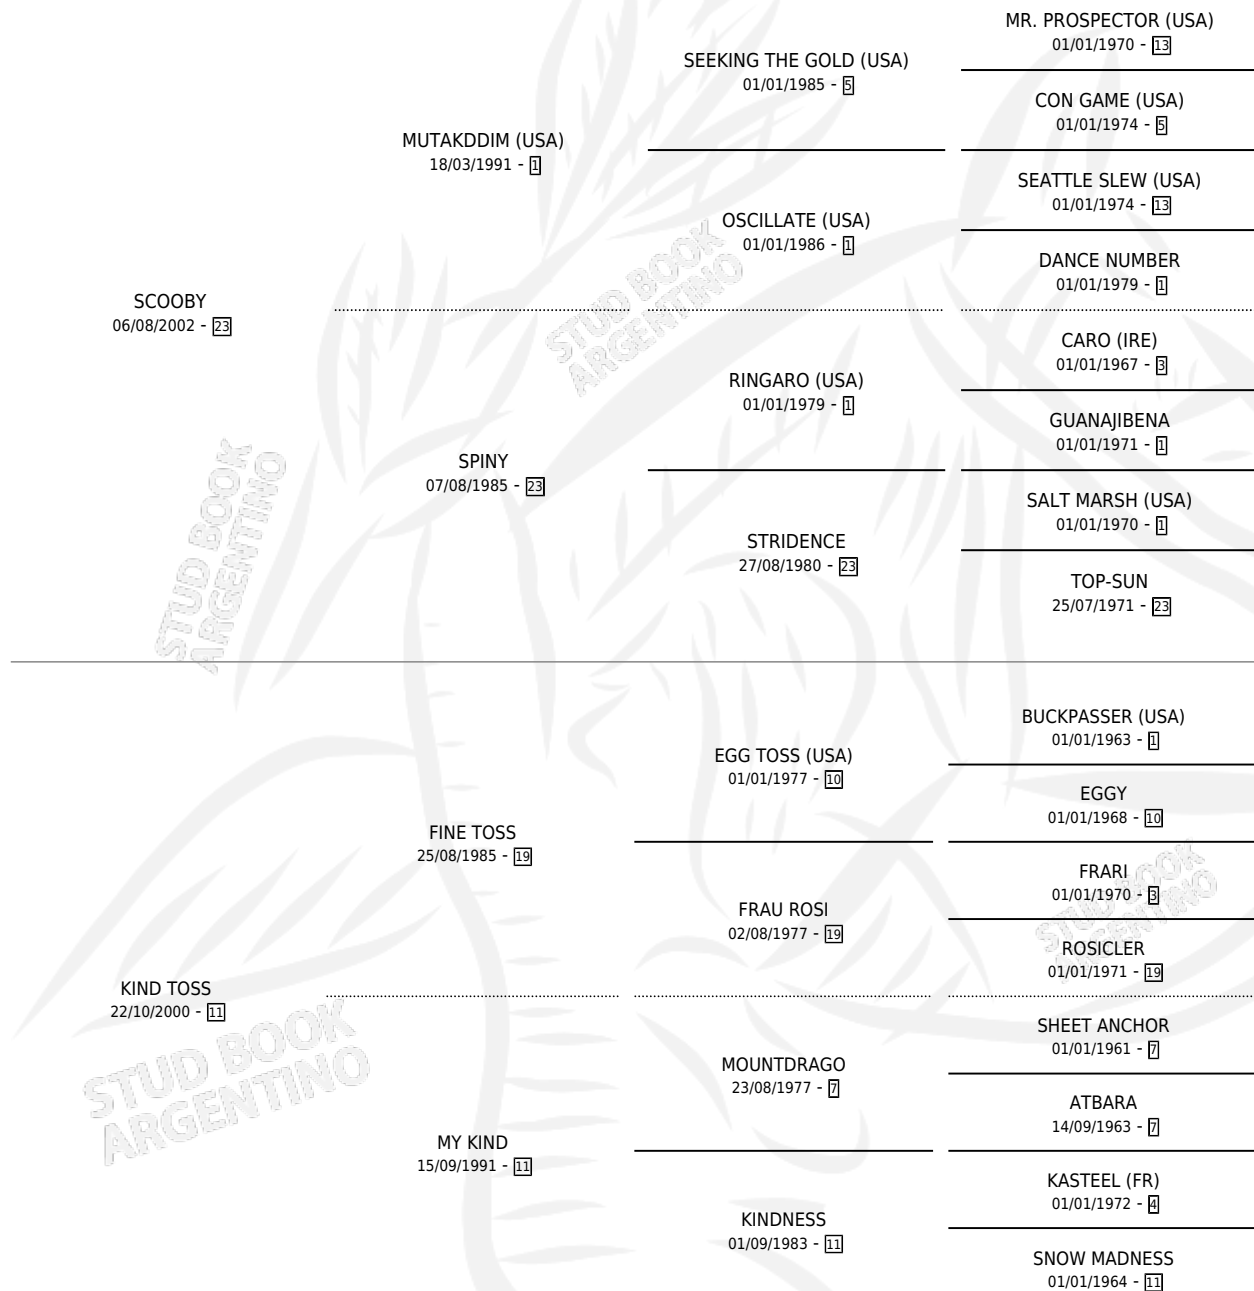 MR. PROSPECTOR (USA)
01/01/1970 - 13
SEEKING THE GOLD (USA)
01/01/1985 - 5
CON GAME (USA)
01/01/1974 - 5
MUTAKDDIM (USA)
18/03/1991 - 1
SEATTLE SLEW (USA)
01/01/1974 - 13
OSCILLATE (USA)
01/01/1986 - 1
DANCE NUMBER
01/01/1979 - 1
SCOOBY
06/08/2002 - 23
CARO (IRE)
01/01/1967 - 3
RINGARO (USA)
01/01/1979 - 1
GUANAJIBENA
01/01/1971 - 1
SPINY
07/08/1985 - 23
SALT MARSH (USA)
01/01/1970 - 1
STRIDENCE
27/08/1980 - 23
TOP-SUN
25/07/1971 - 23
STUD BOOK
ARGENTINO
STUD BOOK
ARGENTINO
BUCKPASSER (USA)
01/01/1963 - 1
EGG TOSS (USA)
01/01/1977 - 10
EGGY
01/01/1968 - 10
FINE TOSS
25/08/1985 - 19
FRARI
01/01/1970 - 3
FRAU ROSI
02/08/1977 - 19
ROSICLER
01/01/1971 - 19
STUD BOOK
ARGENTINO
KIND TOSS
22/10/2000 - 11
SHEET ANCHOR
01/01/1961 - 7
MOUNTDRAGO
23/08/1977 - 7
ATBARA
14/09/1963 - 7
MY KIND
15/09/1991 - 11
KASTEEL (FR)
01/01/1972 - 4
KINDNESS
01/09/1983 - 11
SNOW MADNESS
01/01/1964 - 11
STUD BOOK
ARGENTINO